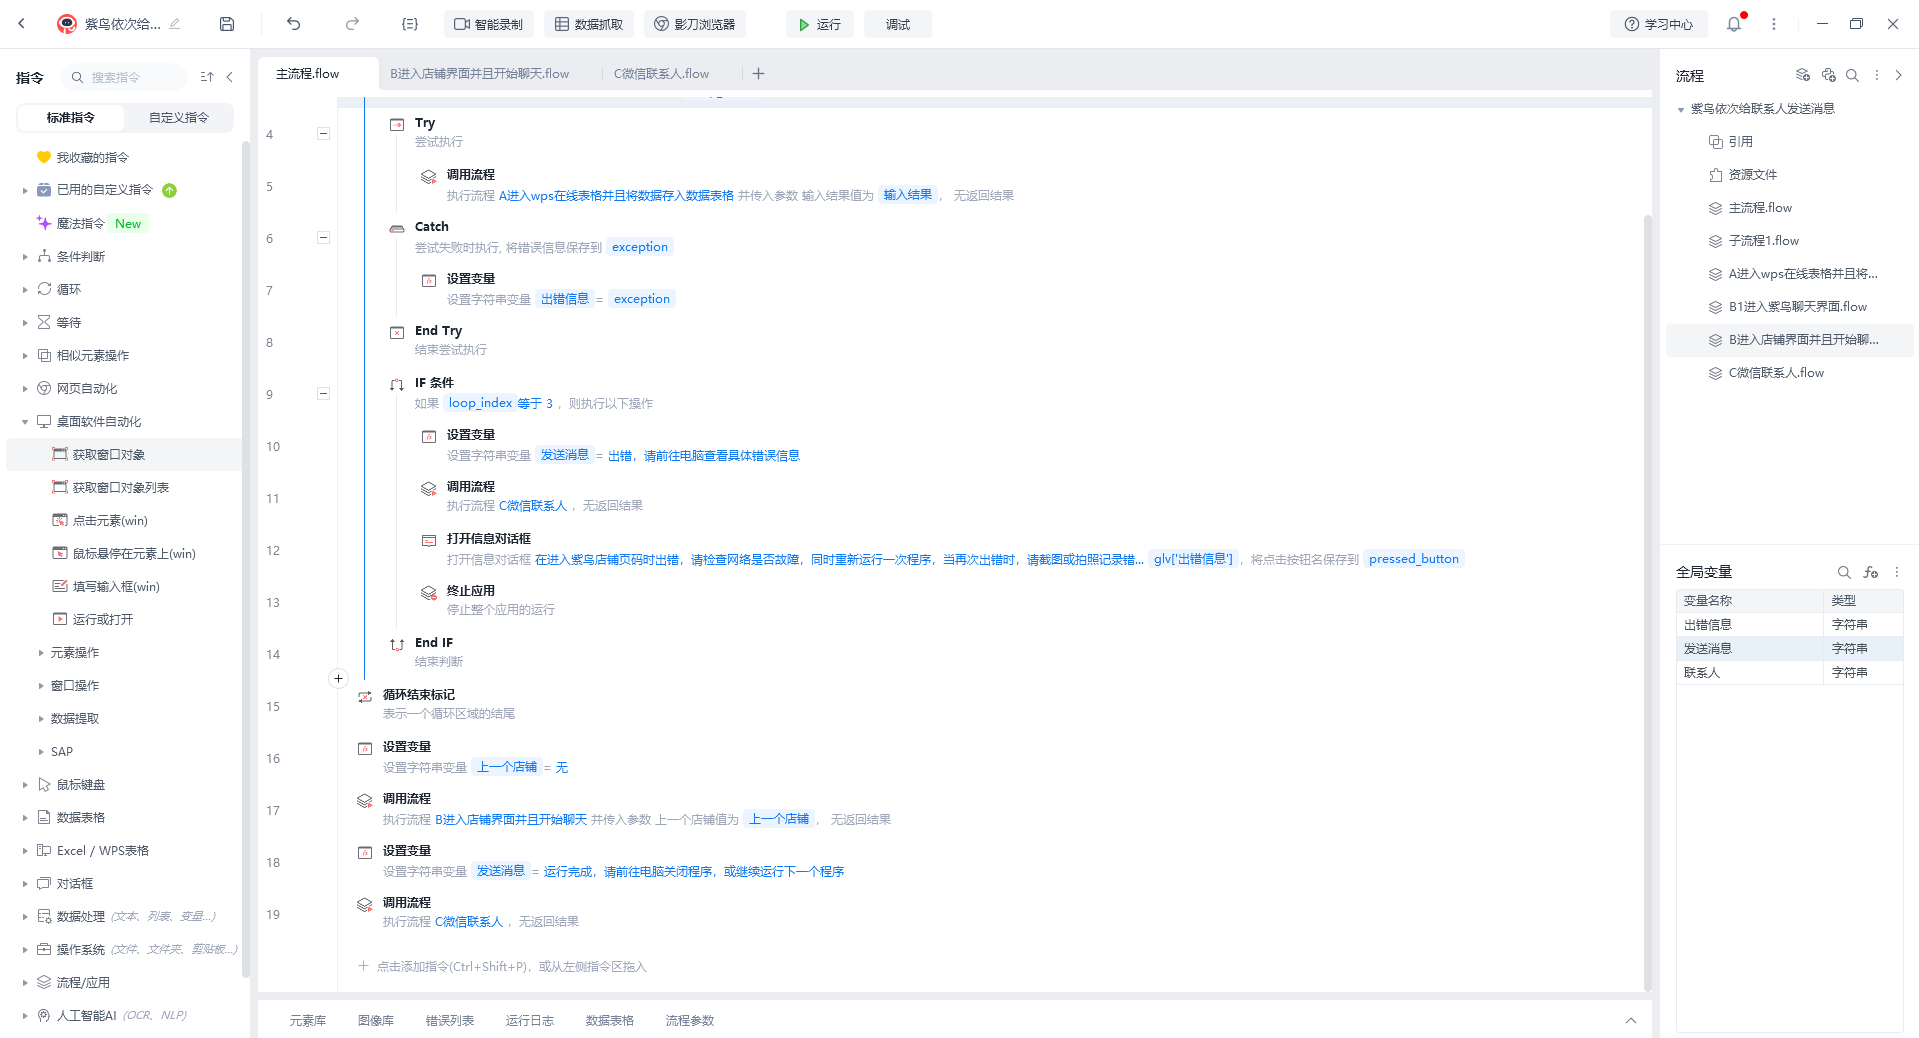 紫鸟依次给...
智能录制
数据抓取
影刀浏览器
运行
调试
学习中心
指令
搜索指令
标准指令
自定义指令
我收藏的指令
已用的自定义指令
魔法指令 New
条件判断
循环
等待
相似元素操作
网页自动化
桌面软件自动化
获取窗口对象
获取窗口对象列表
点击元素(win)
鼠标悬停在元素上(win)
填写输入框(win)
运行或打开
元素操作
窗口操作
数据提取
SAP
鼠标键盘
数据表格
Excel / WPS表格
对话框
数据处理 (文本、列表、变量...)
操作系统 (文件、文件夹、剪贴板...)
流程/应用
人工智能AI (OCR、NLP)
主流程.flow
B进入店铺界面并且开始聊天.flow
C微信联系人.flow
4
Try
尝试执行
5
调用流程
执行流程 A进入wps在线表格并且将数据存入数据表格 并传入参数 输入结果值为 输入结果 ， 无返回结果
6
Catch
尝试失败时执行, 将错误信息保存到 exception
7
设置变量
设置字符串变量 出错信息 = exception
8
End Try
结束尝试执行
9
IF 条件
如果 loop_index 等于 3 ，则执行以下操作
10
设置变量
设置字符串变量 发送消息 = 出错，请前往电脑查看具体错误信息
11
调用流程
执行流程 C微信联系人 ，无返回结果
12
打开信息对话框
打开信息对话框 在进入紫鸟店铺页码时出错，请检查网络是否故障，同时重新运行一次程序，当再次出错时，请截图或拍照记录错... glv['出错信息'] ，将点击按钮名保存到 pressed_button
13
终止应用
停止整个应用的运行
14
End IF
结束判断
15
循环结束标记
表示一个循环区域的结尾
16
设置变量
设置字符串变量 上一个店铺 = 无
17
调用流程
执行流程 B进入店铺界面并且开始聊天 并传入参数 上一个店铺值为 上一个店铺 ， 无返回结果
18
设置变量
设置字符串变量 发送消息 = 运行完成，请前往电脑关闭程序，或继续运行下一个程序
19
调用流程
执行流程 C微信联系人 ，无返回结果
点击添加指令(Ctrl+Shift+P)，或从左侧指令区拖入
元素库
图像库
错误列表
运行日志
数据表格
流程参数
流程
紫鸟依次给联系人发送消息
引用
资源文件
主流程.flow
子流程1.flow
A进入wps在线表格并且将...
B1进入紫鸟聊天界面.flow
B进入店铺界面并且开始聊...
C微信联系人.flow
全局变量
变量名称 类型
出错信息 字符串
发送消息 字符串
联系人 字符串